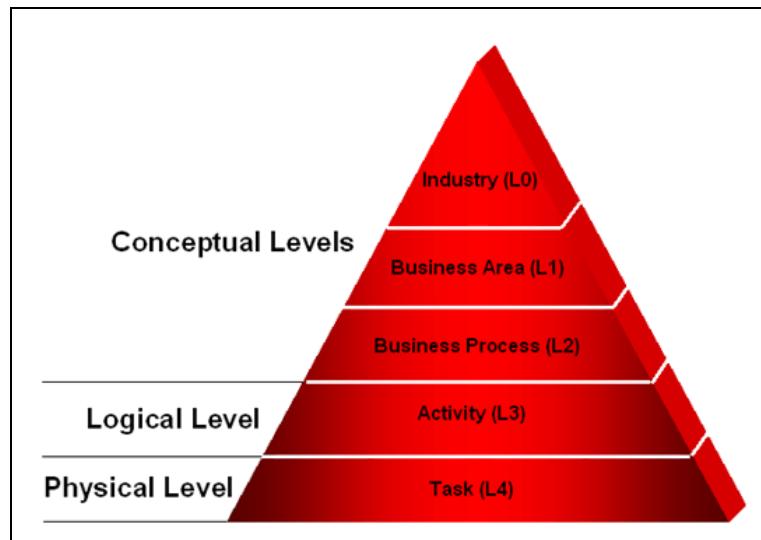 Industry (L0)
Conceptual Levels
Business Area (L1)
Business Process (L2)
Logical Level
Activity (L3)
Physical Level
Task (L4)